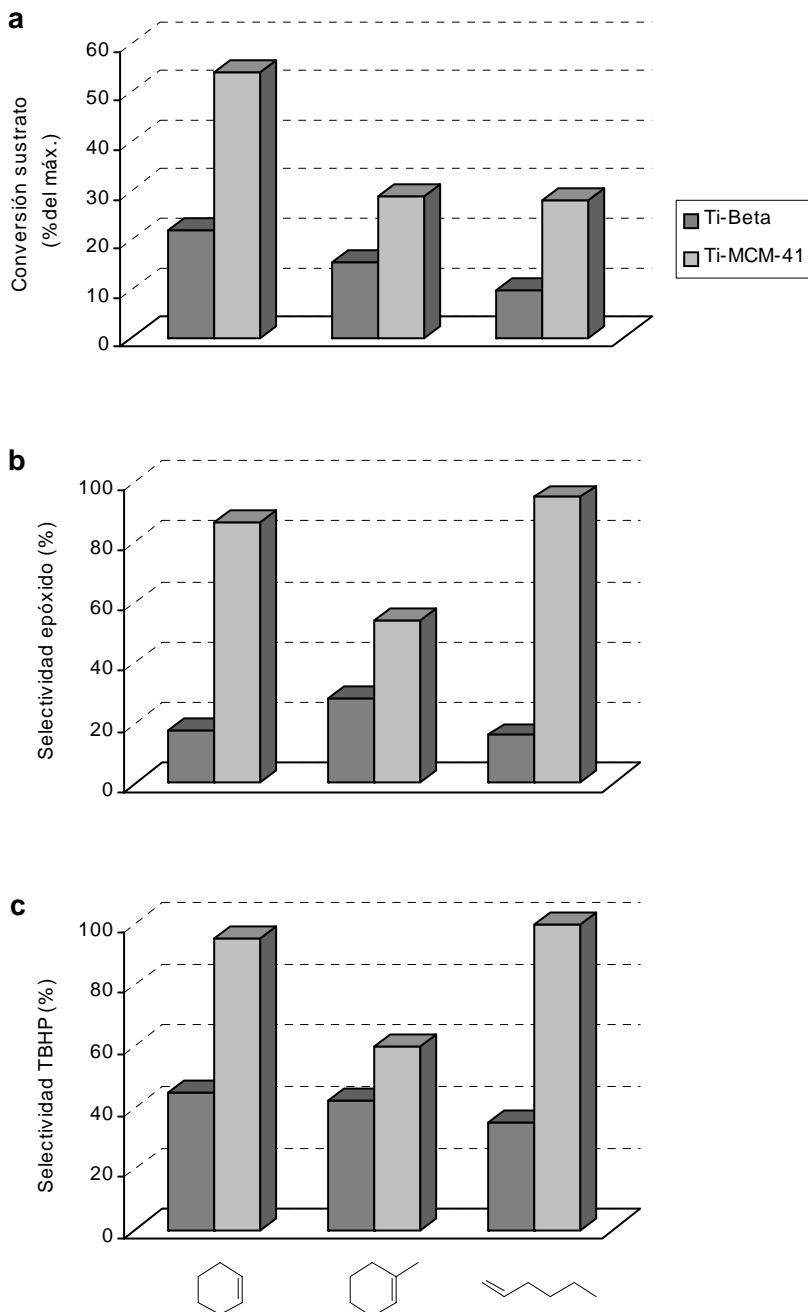 a
60
50
40
30
20
10
0
Conversión sustrato
(%del máx.)
Ti-Beta
Ti-MCM-41
b
100
80
60
40
20
0
Selectividad epóxido (%)
c
100
80
60
40
20
0
Selectividad TBHP (%)